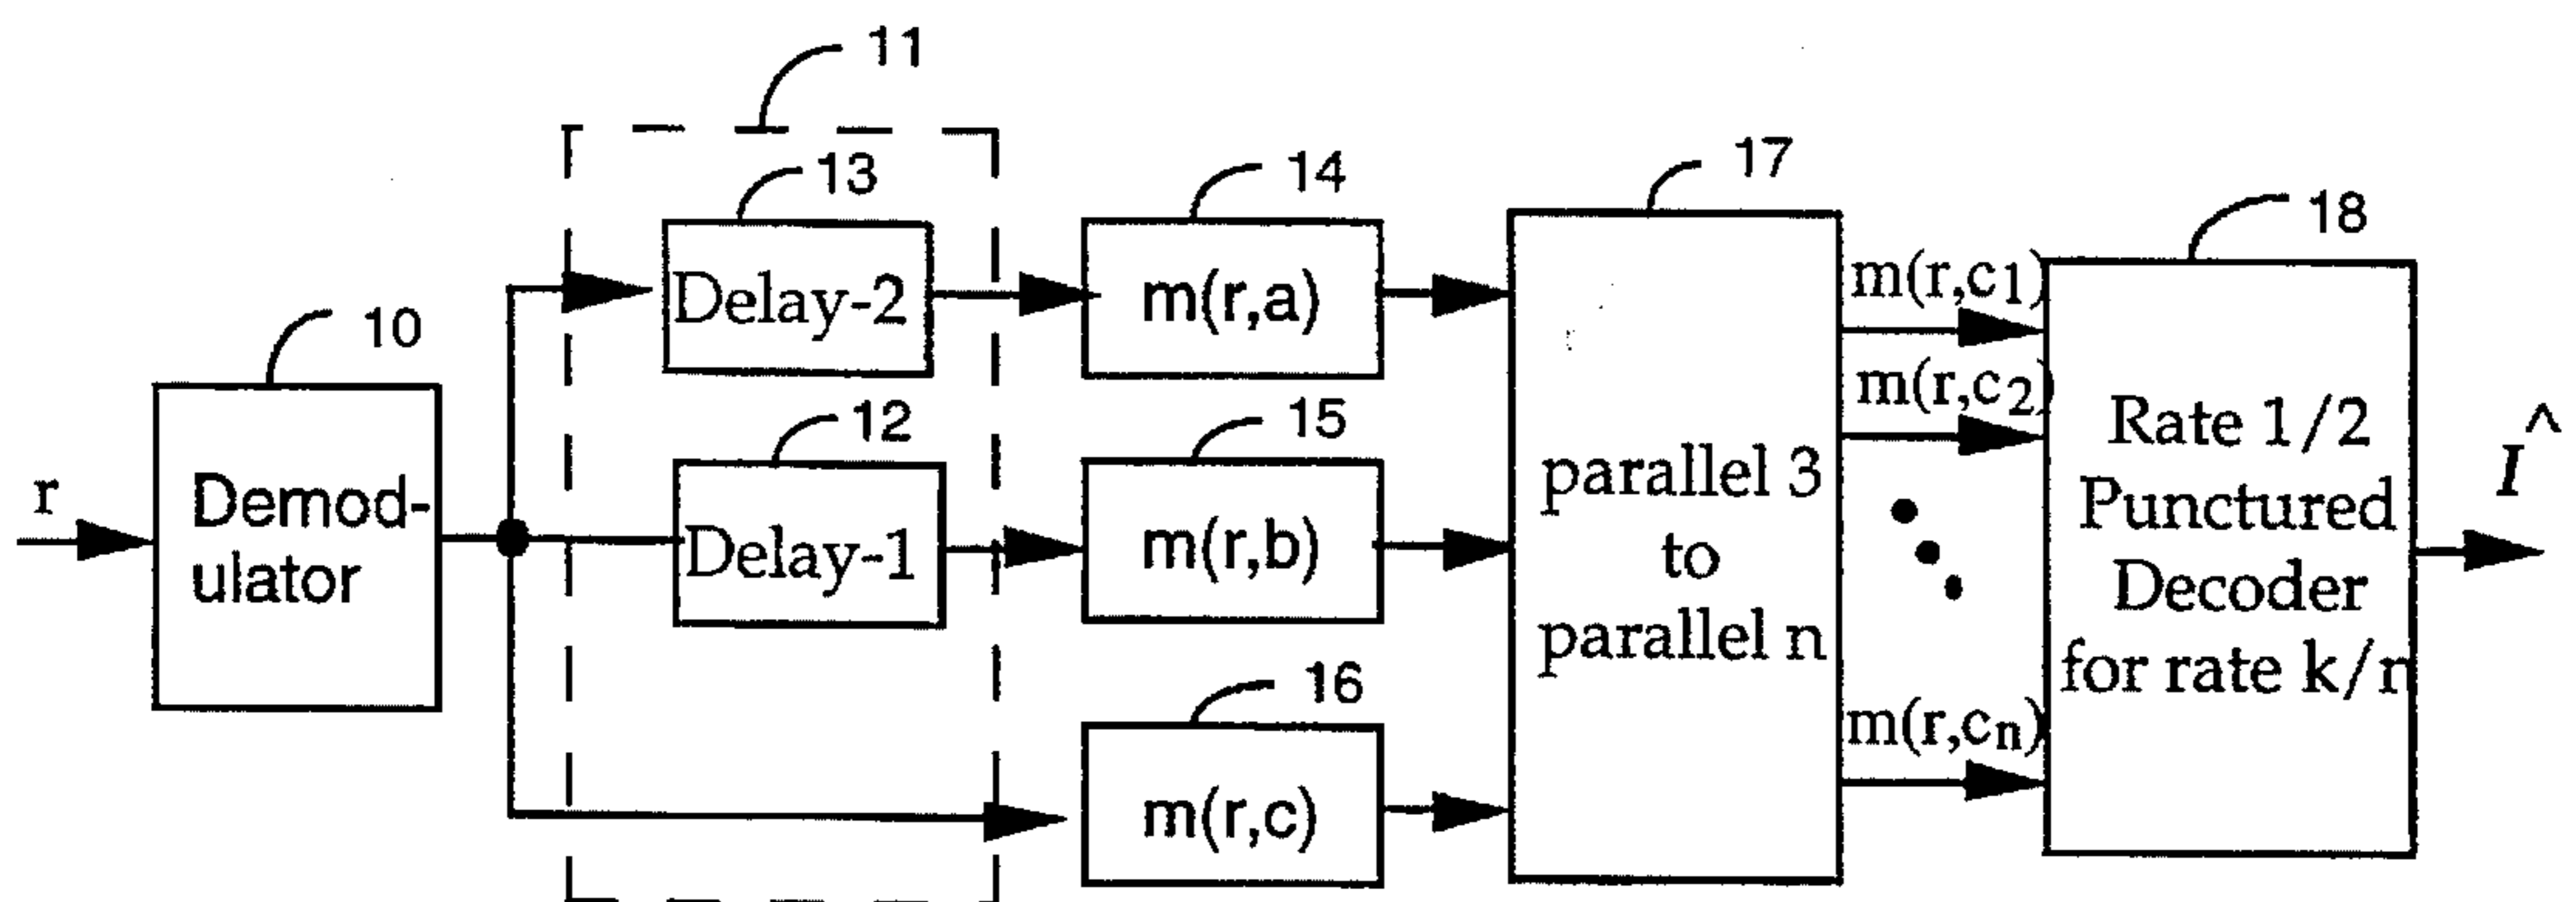 11
13
14
17
18
10
Delay-2
m(r,a)
m(r,c1)
m(r,c2)
12
15
r
Demod-
ulator
Delay-1
m(r,b)
parallel 3
to
parallel n
Rate 1/2
Punctured
Decoder
for rate k/n
I^
16
m(r,c)
m(r,cn)